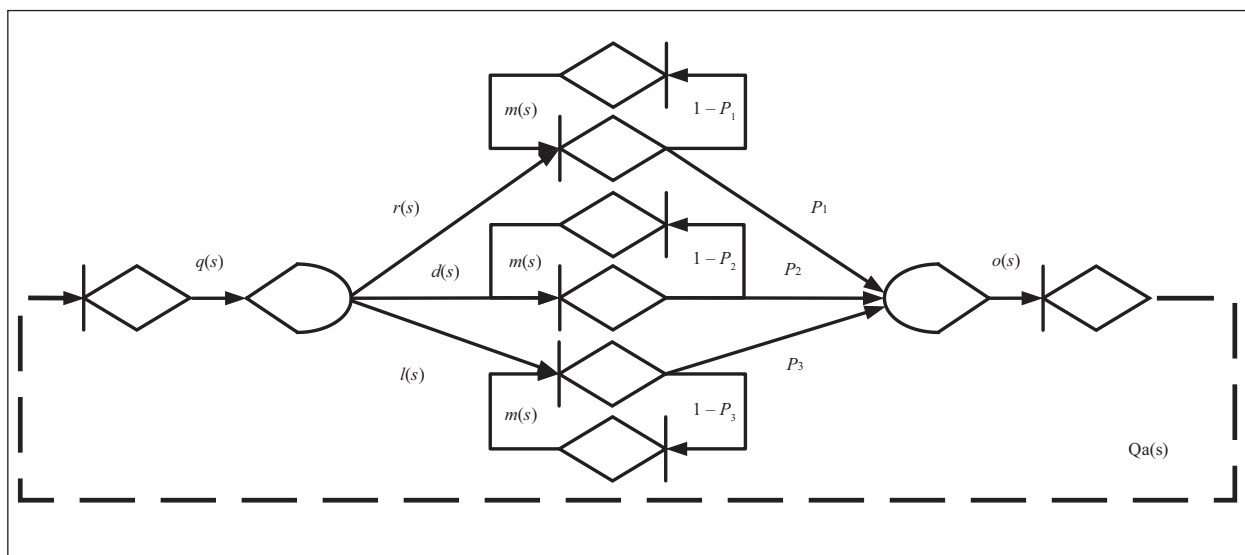 m(s)
1 – P₁
r(s)
P₁
q(s)
d(s)
m(s)
1 – P₂
P₂
o(s)
l(s)
m(s)
1 – P₃
P₃
Qa(s)